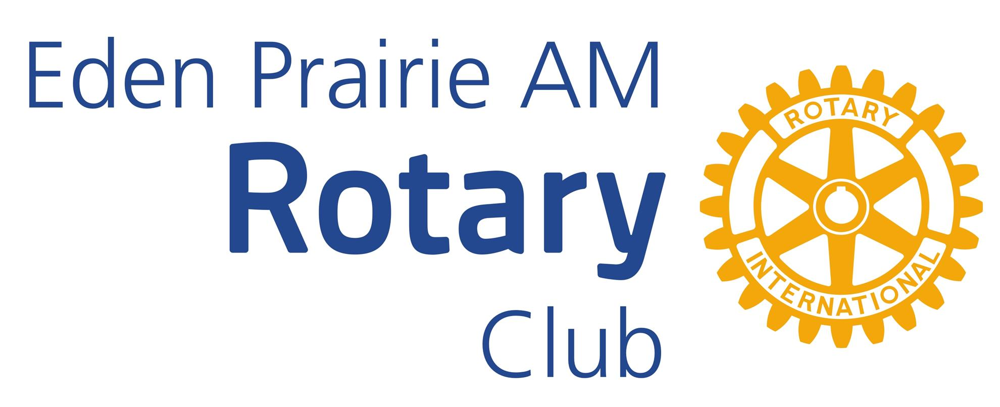 Eden Prairie AM
Rotary
Club
ROTARY
INTERNATIONAL